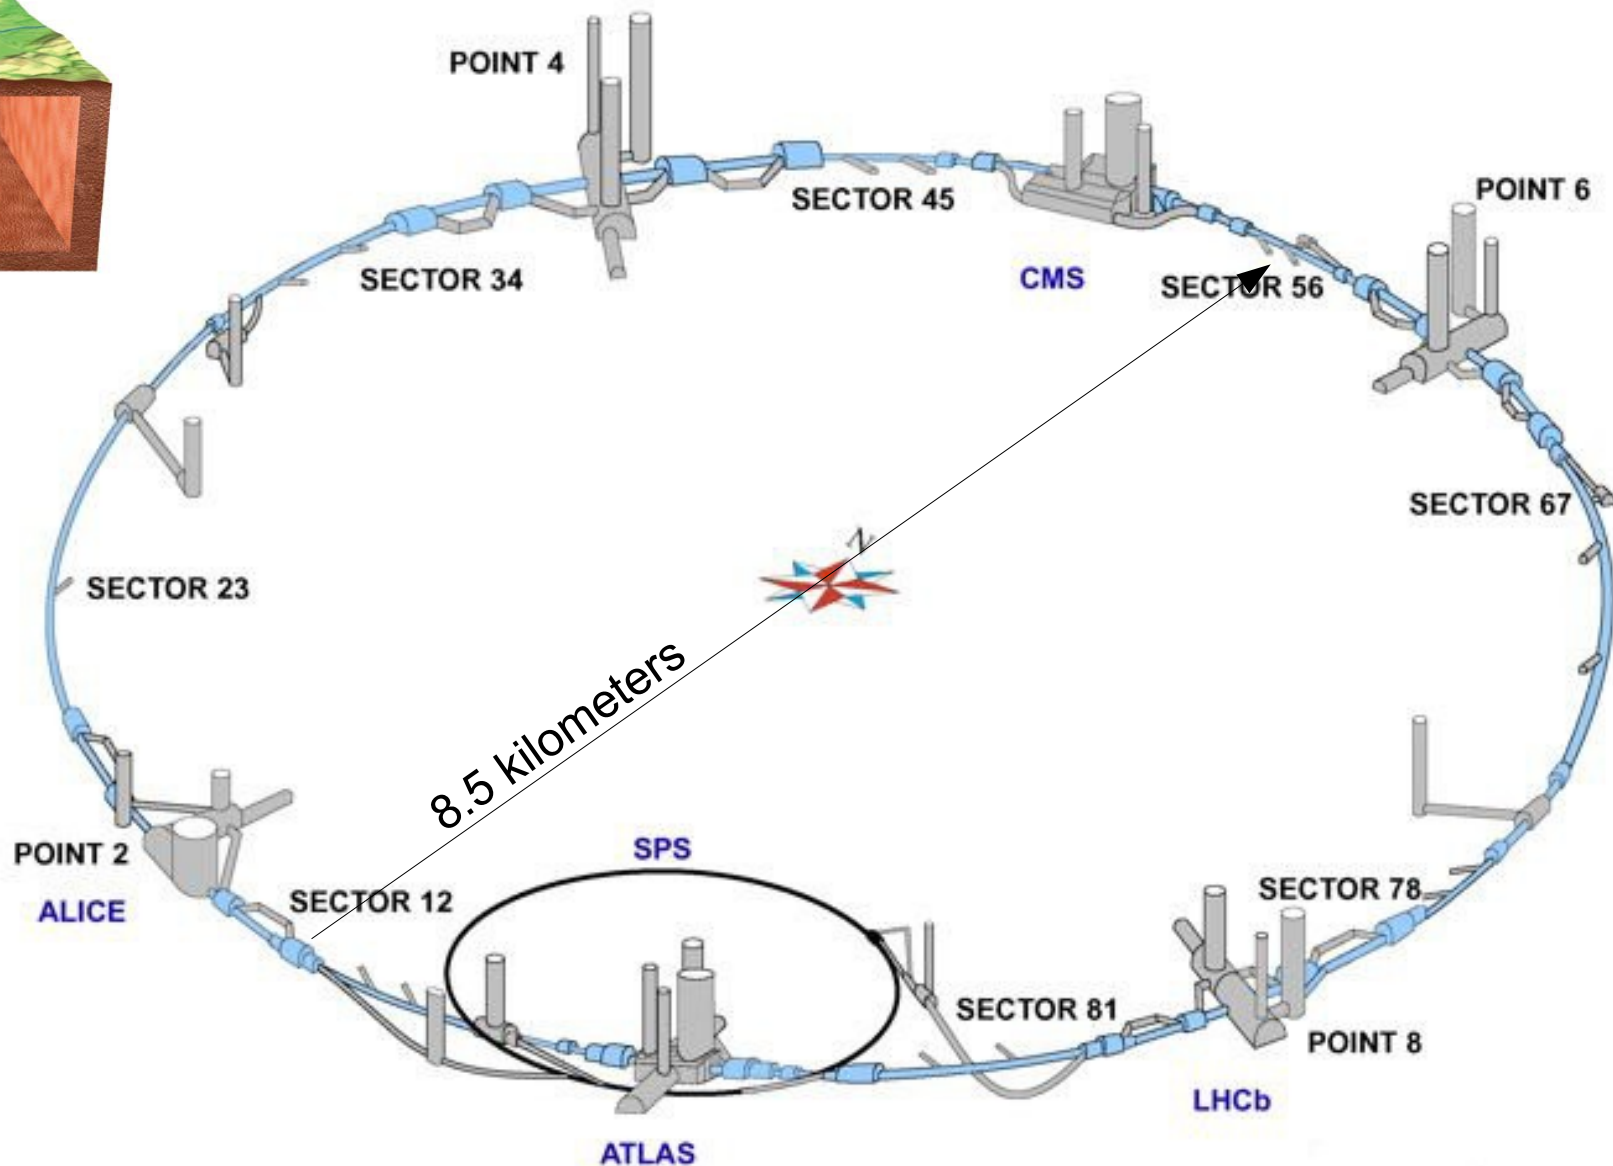 POINT 4
POINT 6
SECTOR 45
CMS
SECTOR 34
SECTOR 56
SECTOR 67
N
SECTOR 23
8.5 kilometers
SPS
POINT 2
ALICE
SECTOR 12
SECTOR 78
SECTOR 81
POINT 8
LHCb
ATLAS